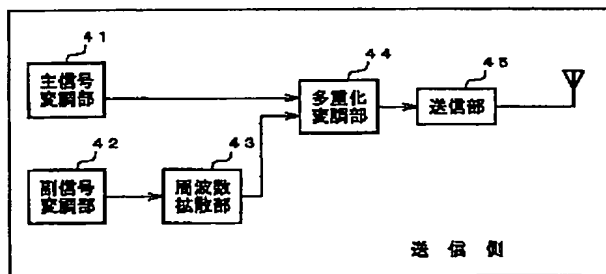 41
主信号
変調部
44
多重化
変調部
45
送信部
42
副信号
変調部
43
周波数
拡散部
送信側